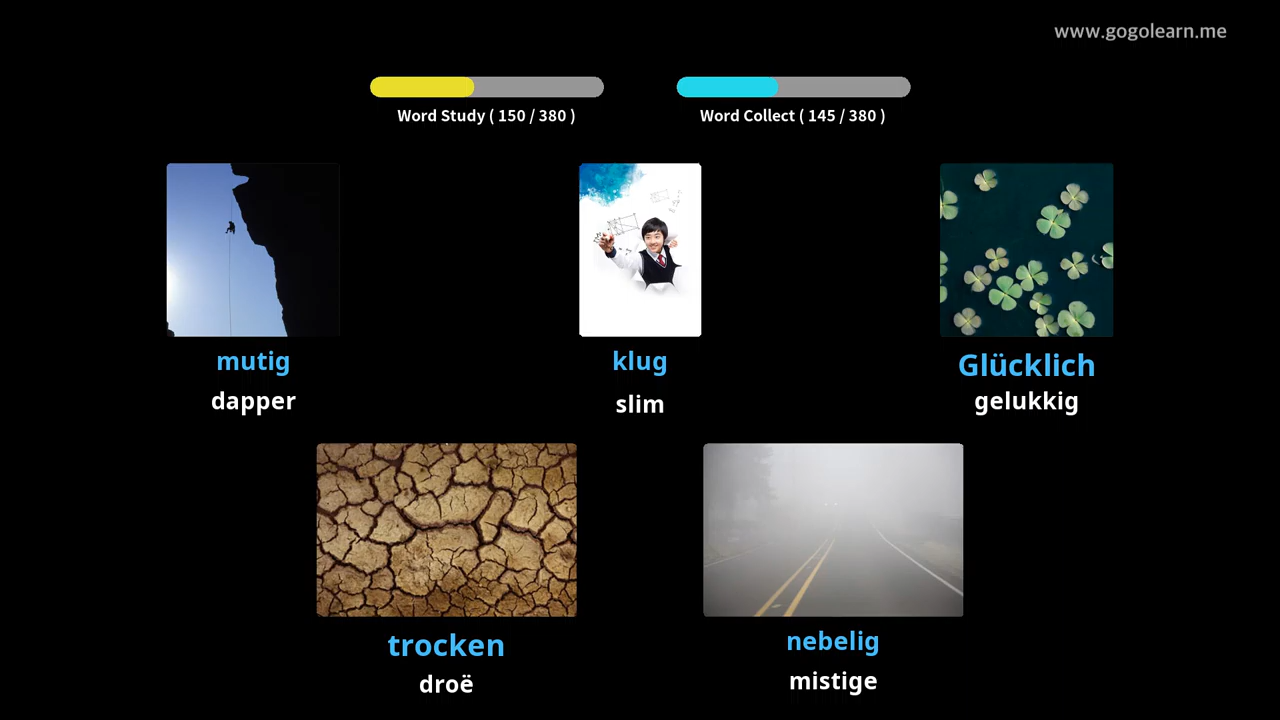 www.gogolearn.me
Word Study ( 150 / 380 )
Word Collect ( 145 / 380 )
mutig
klug
Glücklich
dapper
slim
gelukkig
trocken
nebelig
droë
mistige